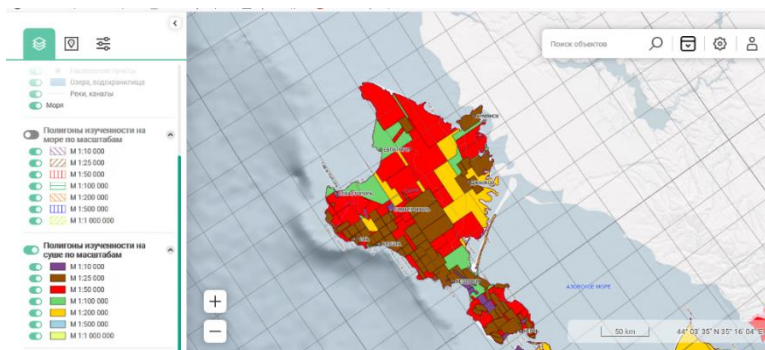 Поиск объектов
Озера, водохранилища
Реки, каналы
Моря
Полигоны изученности на
море по масштабам
М 1:10 000
М 1:25 000
М 1:50 000
М 1:100 000
М 1:200 000
М 1:500 000
М 1:1 000 000
Полигоны изученности на
суше по масштабам
М 1:10 000
М 1:25 000
М 1:50 000
М 1:100 000
М 1:200 000
М 1:500 000
М 1:1 000 000
АЗОВСКОЕ МОРЕ
+
−
50 km
44° 03' 35" N 35° 16' 04" E